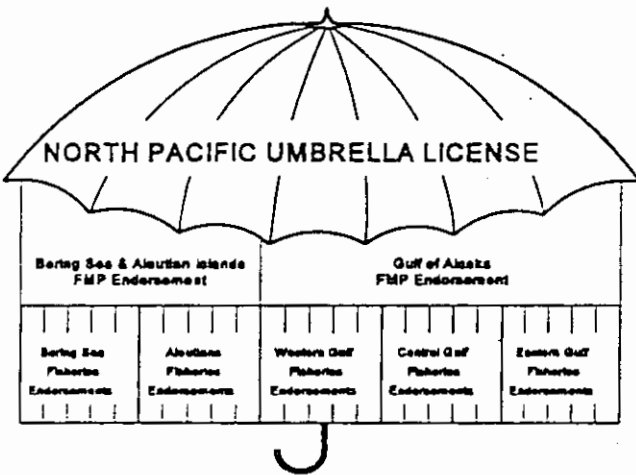 NORTH PACIFIC UMBRELLA LICENSE
Bering Sea & Aleutian Islands
FMP Endorsement
Gulf of Alaska
FMP Endorsement
Bering Sea
Fisheries
Endorsements
Aleutians
Fisheries
Endorsements
Western Gulf
Fisheries
Endorsements
Central Gulf
Fisheries
Endorsements
Eastern Gulf
Fisheries
Endorsements